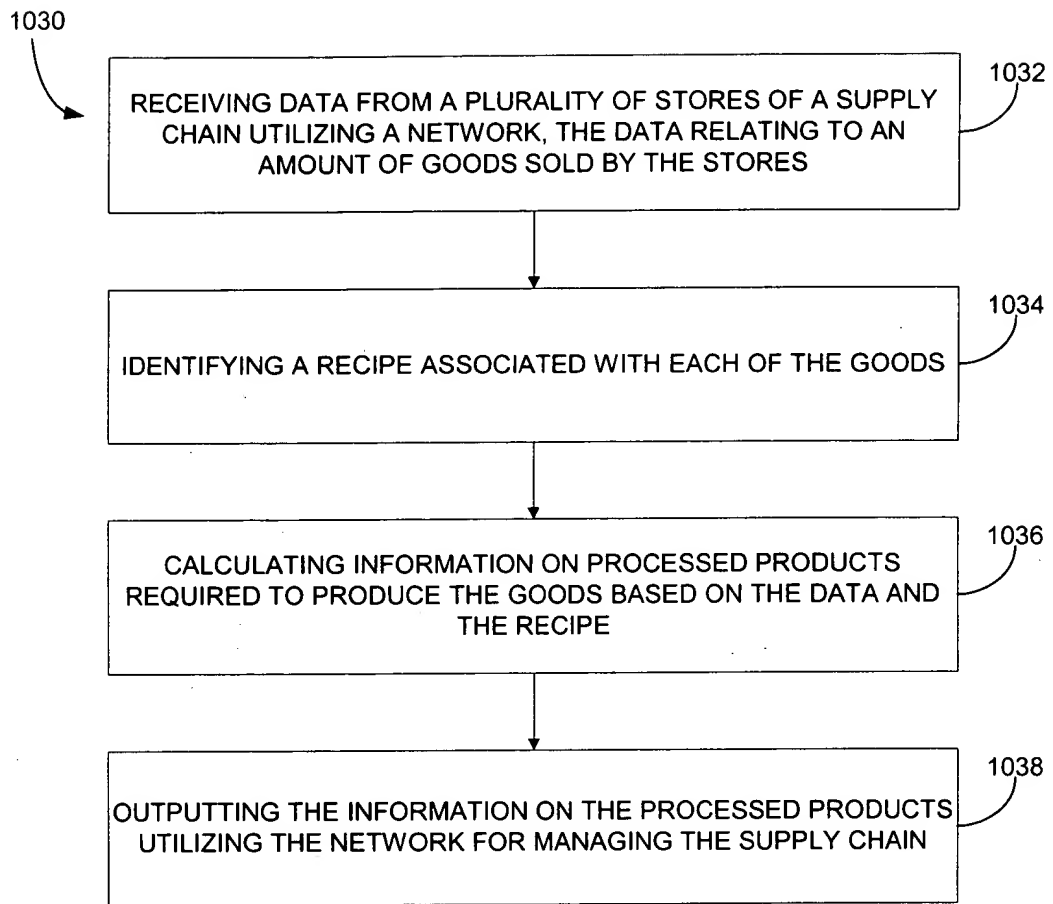 1030
1032
RECEIVING DATA FROM A PLURALITY OF STORES OF A SUPPLY
CHAIN UTILIZING A NETWORK, THE DATA RELATING TO AN
AMOUNT OF GOODS SOLD BY THE STORES
1034
IDENTIFYING A RECIPE ASSOCIATED WITH EACH OF THE GOODS
1036
CALCULATING INFORMATION ON PROCESSED PRODUCTS
REQUIRED TO PRODUCE THE GOODS BASED ON THE DATA AND
THE RECIPE
1038
OUTPUTTING THE INFORMATION ON THE PROCESSED PRODUCTS
UTILIZING THE NETWORK FOR MANAGING THE SUPPLY CHAIN